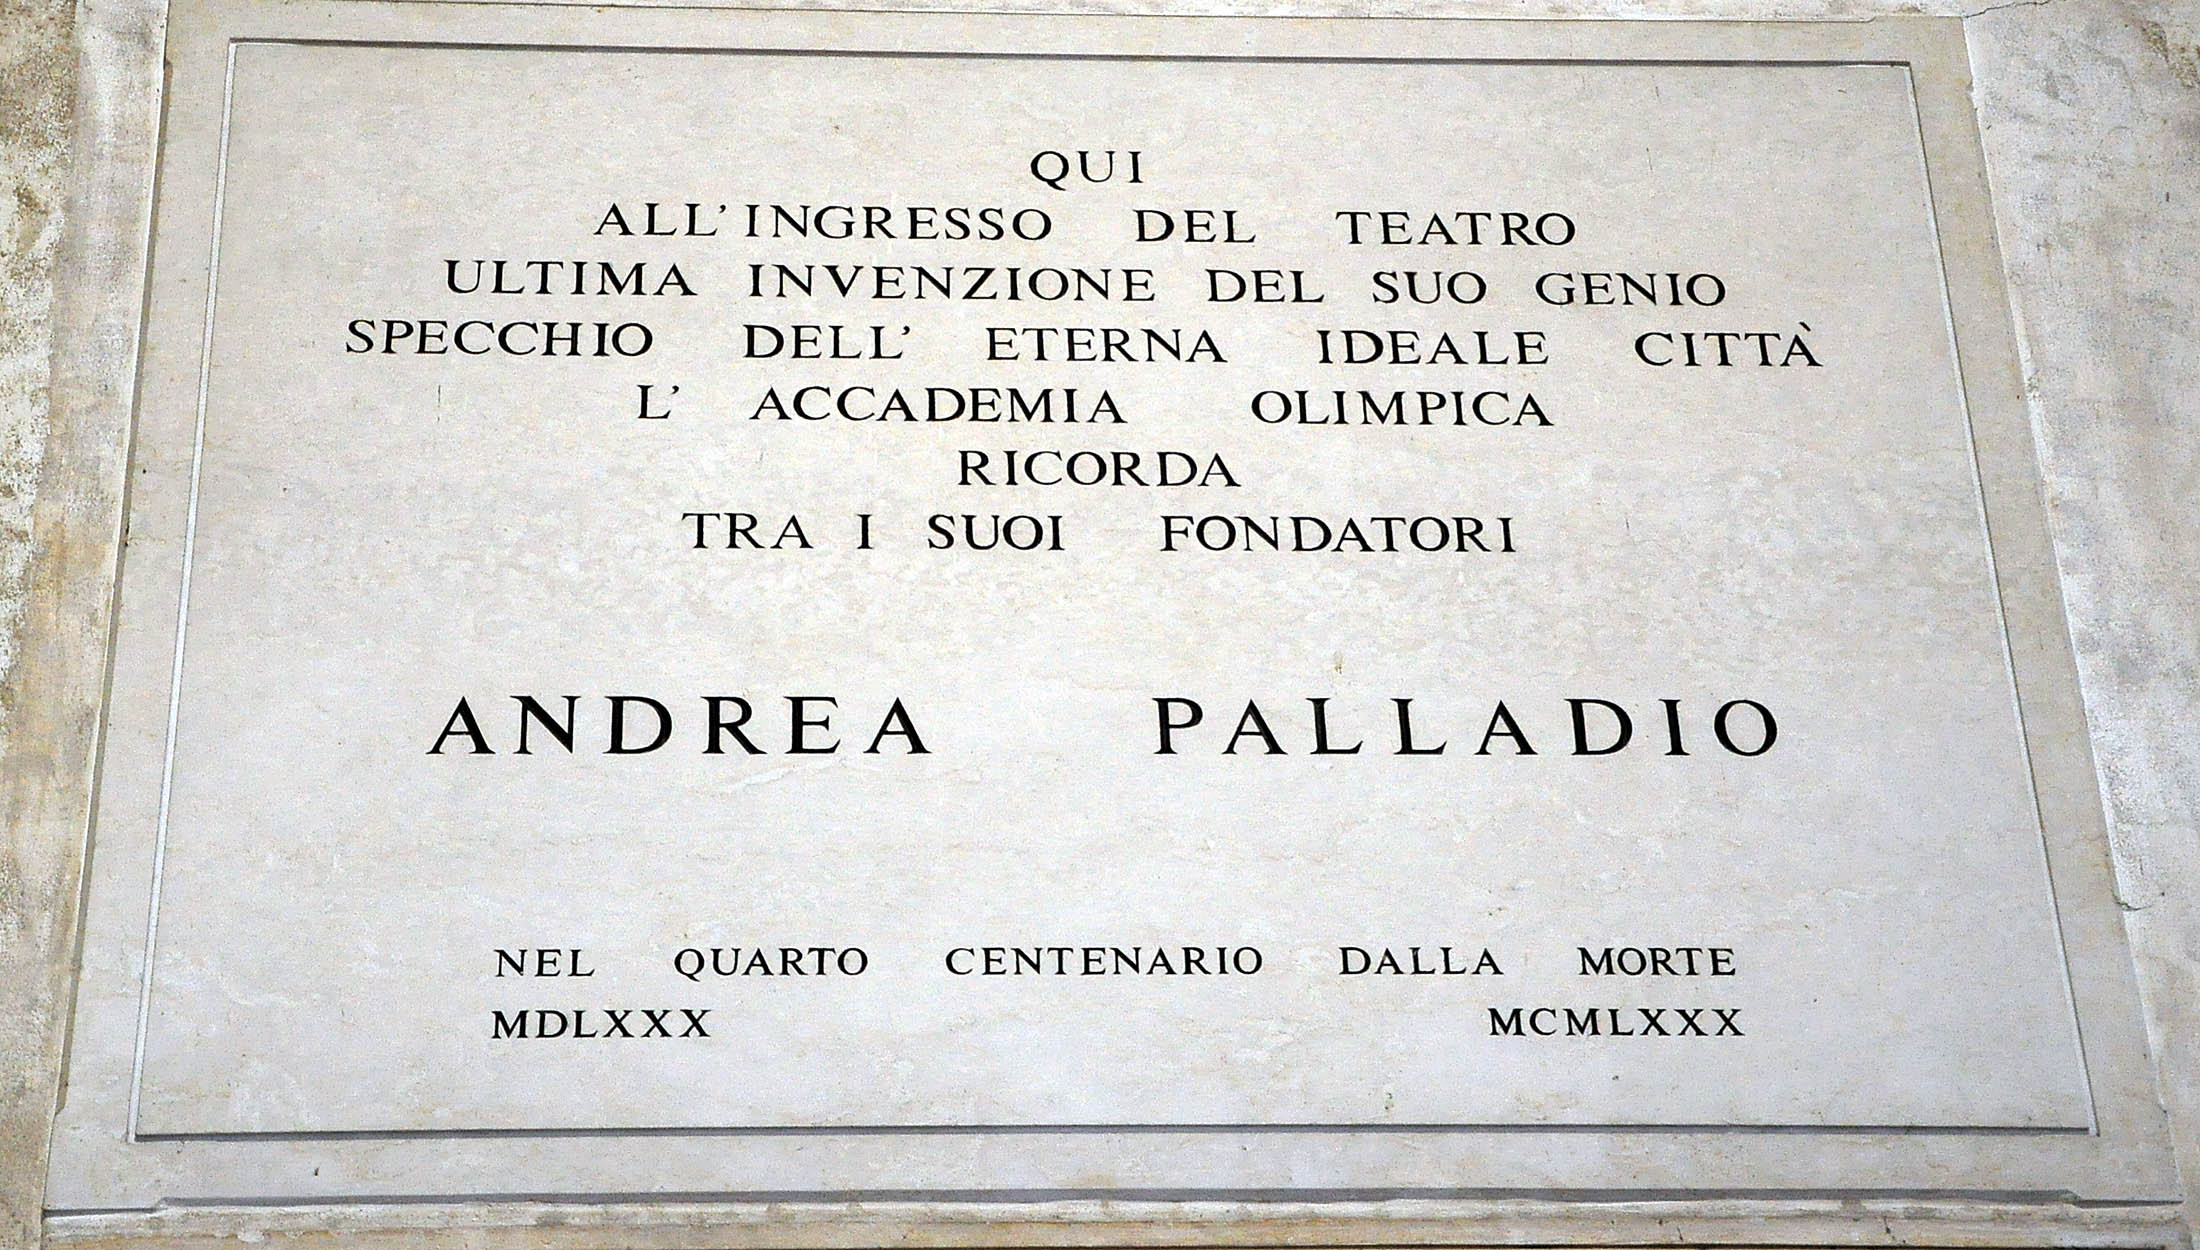 QUI
ALL'INGRESSO DEL TEATRO
ULTIMA INVENZIONE DEL SUO GENIO
SPECCHIO DELL' ETERNA IDEALE CITTÀ
L' ACCADEMIA OLIMPICA
RICORDA
TRA I SUOI FONDATORI
ANDREA PALLADIO
NEL QUARTO CENTENARIO DALLA MORTE
MDLXXX MCMLXXX